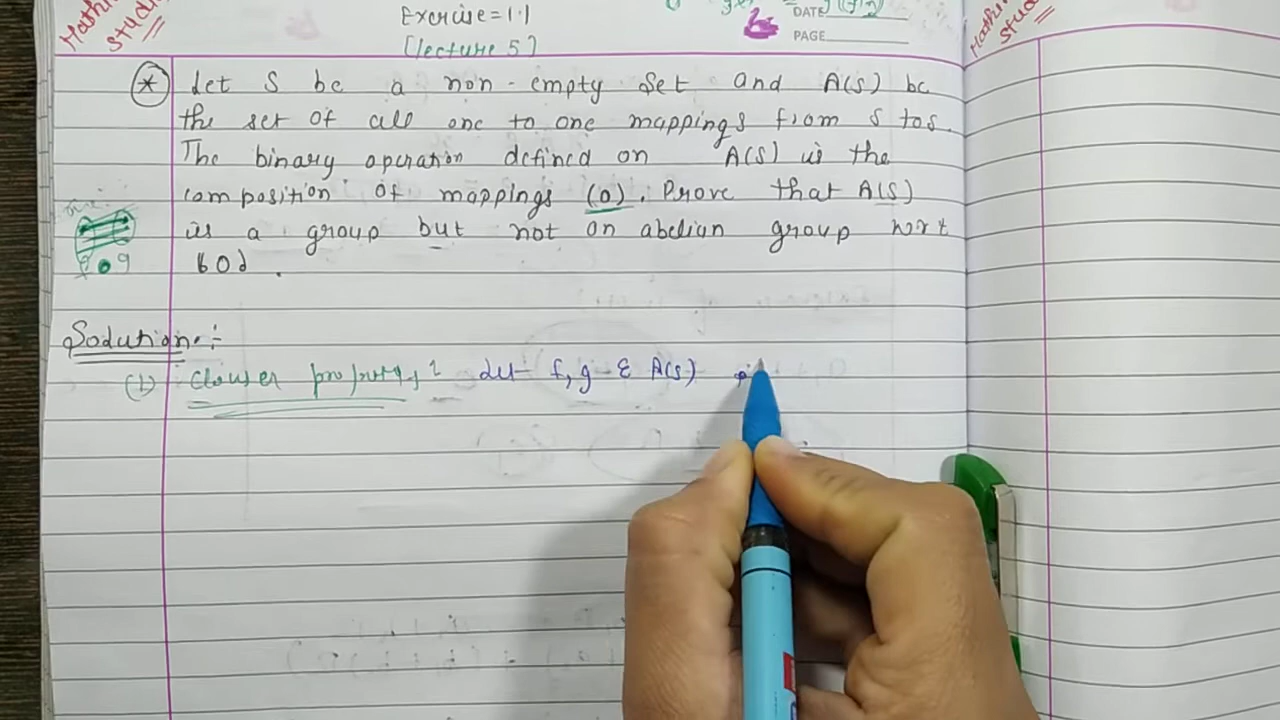 Exercise = 1.1
[lecture 5]
DATE
PAGE
Let S be a non-empty set and A(S) be
the set of all one to one mappings from S to S.
The binary operation defined on A(S) is the
composition of mappings (o). Prove that A(S)
is a group but not an abelian group wrt
Solution:-
(1) Closer property : let f, g ε A(S)